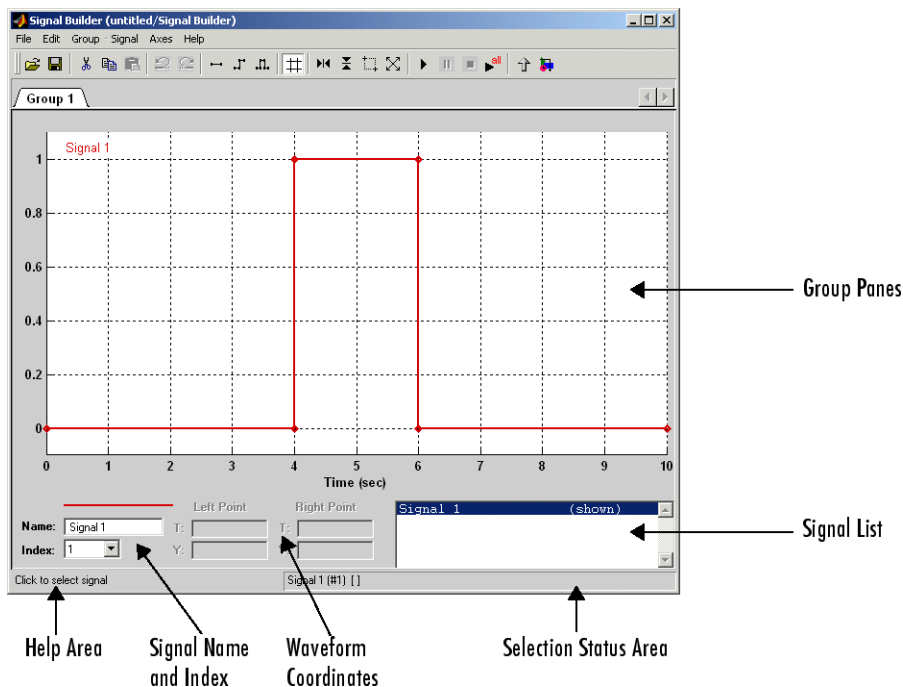 Signal Builder (untitled/Signal Builder)
File Edit Group Signal Axes Help
all
Group 1
Signal 1
1
0.8
0.6
0.4
0.2
0
0 1 2 3 4 5 6 7 8 9 10
Time (sec)
Group Panes
Left Point Right Point
Name: Signal 1 T: T:
Index: 1 Y:
Signal 1 (shown)
Signal List
Click to select signal
Signal 1 (#1) [ ]
Help Area
Signal Name
and Index
Waveform
Coordinates
Selection Status Area